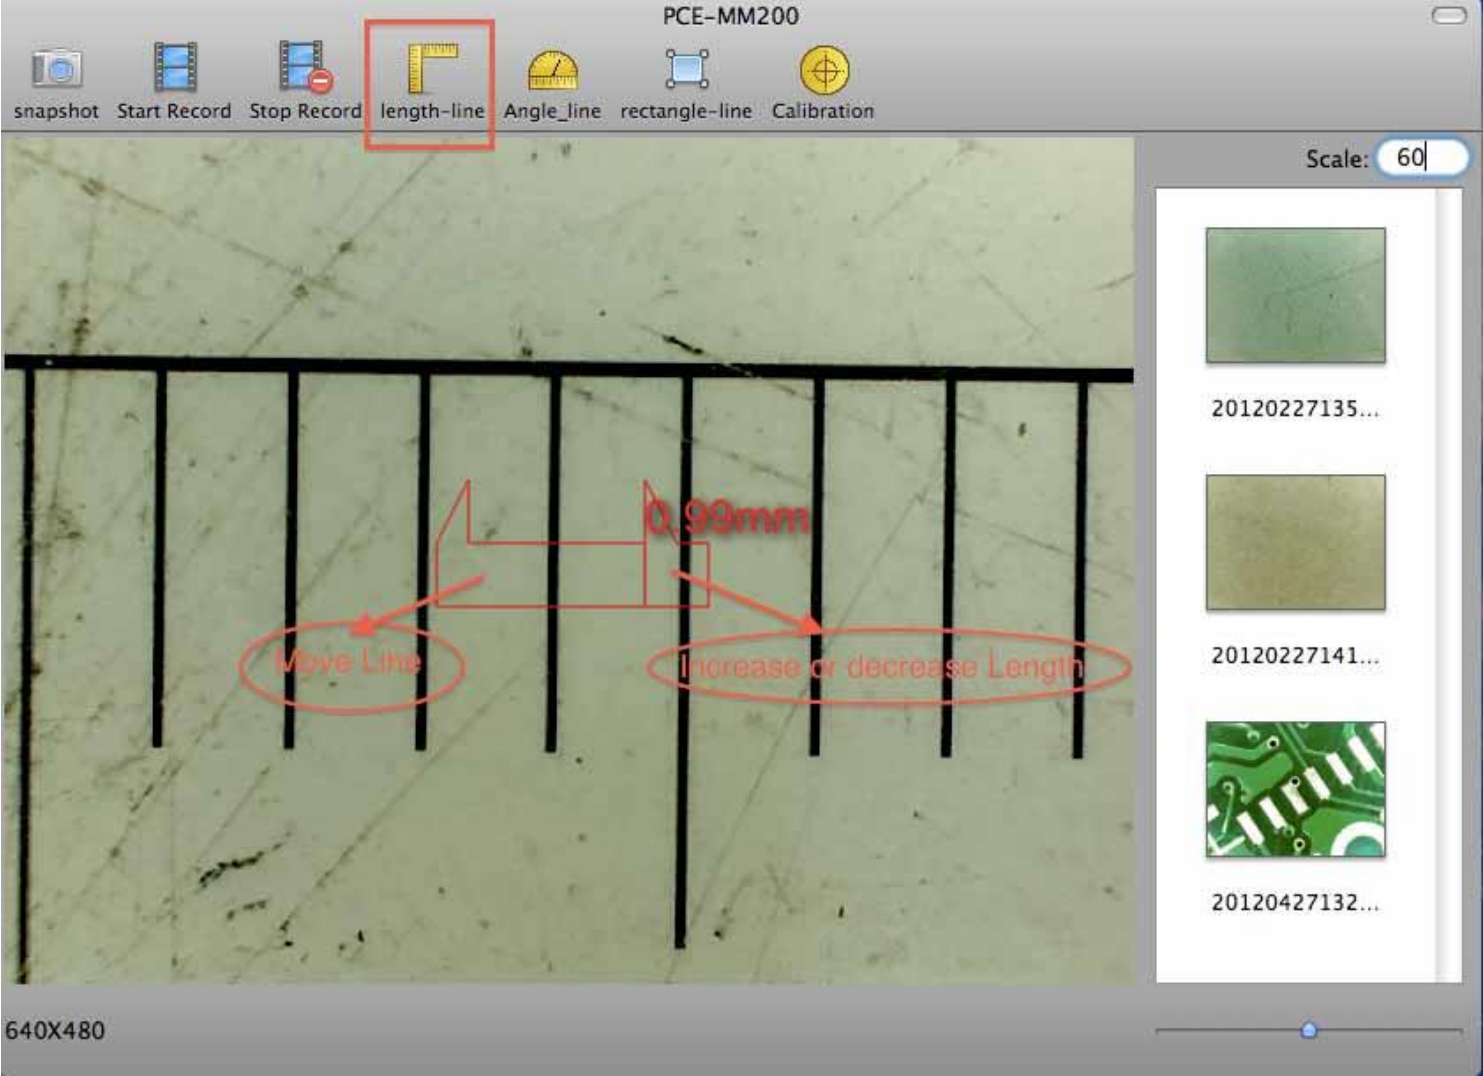 PCE-MM200
snapshot
Start Record
Stop Record
length-line
Angle_line
rectangle-line
Calibration
Scale: 60
20120227135...
0.99mm
Move Line
Increase or decrease Length
20120227141...
20120427132...
640X480